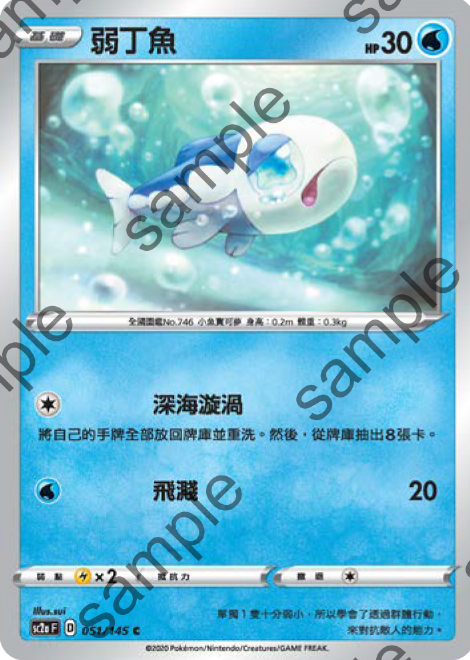 基礎 弱丁魚 HP30
全國圖鑑No.746 小魚寶可夢 身高：0.2m 體重：0.3kg
深海漩渦
將自己的手牌全部放回牌庫並重洗。然後，從牌庫抽出8張卡。
飛濺 20
弱點 ×2 抵抗力 撤退
Illus.sui
sc2a F D 051/145 C
單獨1隻十分弱小，所以學會了透過群體行動，
來對抗敵人的能力。
©2020 Pokémon/Nintendo/Creatures/GAME FREAK.
sample
sample
sample
sample
sample
sample